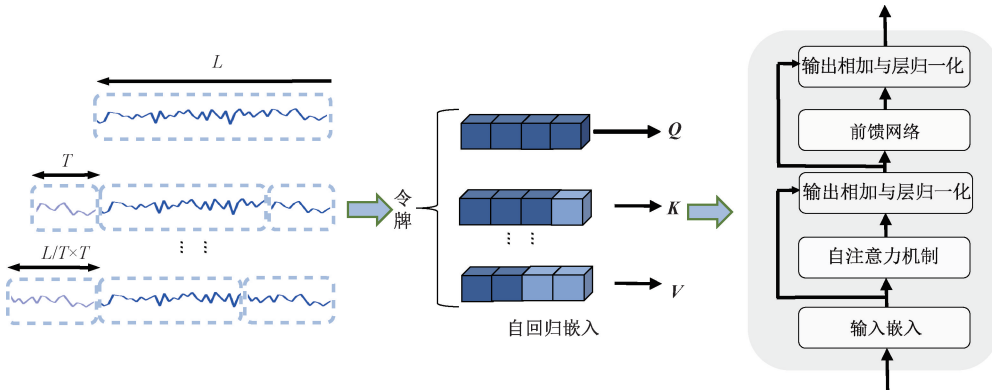 L
T
L/T×T
令
牌
Q
K
V
自回归嵌入
输出相加与层归一化
前馈网络
输出相加与层归一化
自注意力机制
输入嵌入